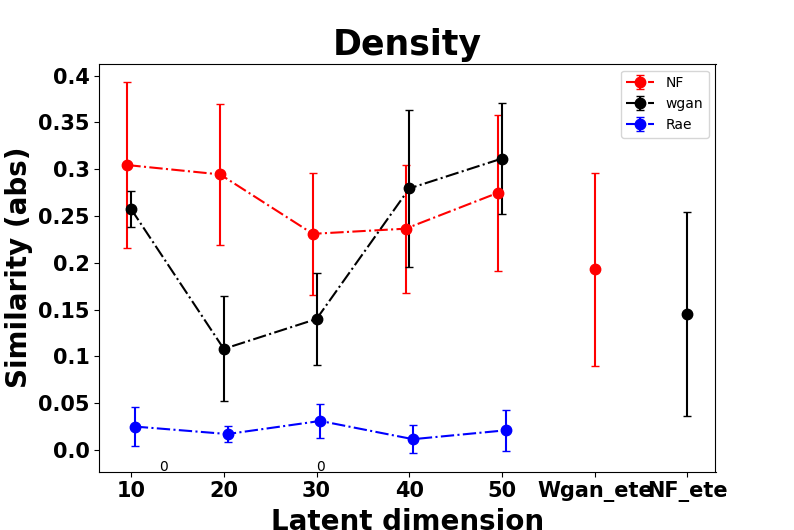 Density
NF
wgan
Rae
Similarity (abs)
0.4
0.35
0.3
0.25
0.2
0.15
0.1
0.05
0.0
0 0
10 20 30 40 50 Wgan_ete NF_ete
Latent dimension